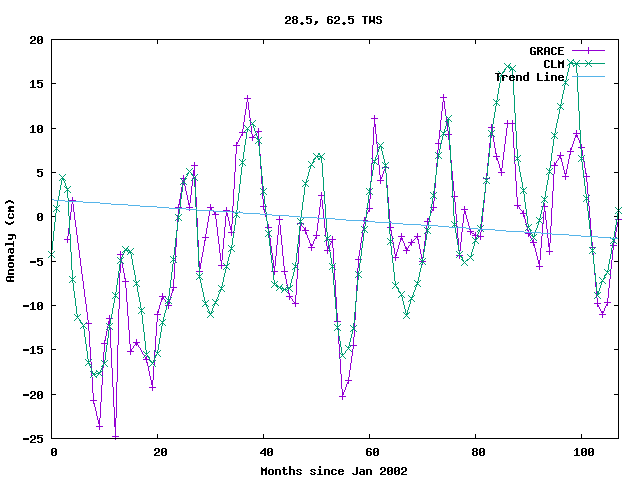 28.5, 62.5 TWS
GRACE
CLM
Trend Line
20
15
10
5
0
-5
-10
-15
-20
-25
Anomaly (cm)
0 20 40 60 80 100
Months since Jan 2002